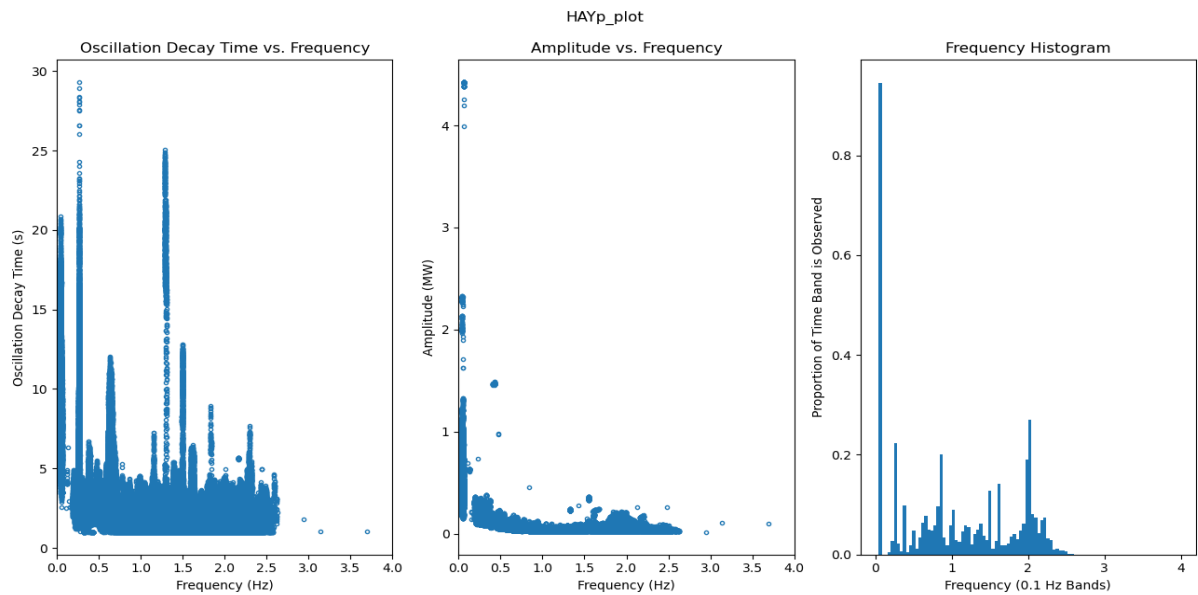 HAYp_plot
Oscillation Decay Time vs. Frequency
Oscillation Decay Time (s)
30
25
20
15
10
5
0
0.0 0.5 1.0 1.5 2.0 2.5 3.0 3.5 4.0
Frequency (Hz)
Amplitude vs. Frequency
Amplitude (MW)
4
3
2
1
0
0.0 0.5 1.0 1.5 2.0 2.5 3.0 3.5 4.0
Frequency (Hz)
Frequency Histogram
Proportion of Time Band is Observed
0.8
0.6
0.4
0.2
0.0
0 1 2 3 4
Frequency (0.1 Hz Bands)